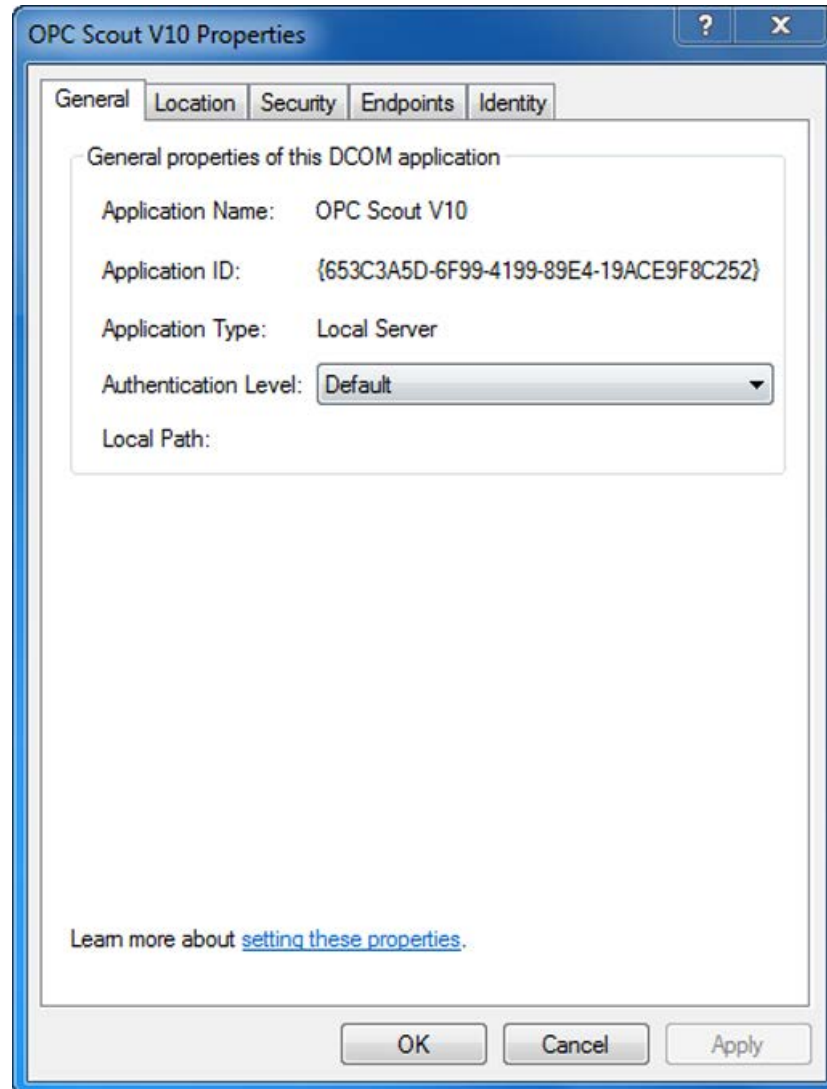 OPC Scout V10 Properties
?
x
General Location Security Endpoints Identity
General properties of this DCOM application
Application Name: OPC Scout V10
Application ID: {653C3A5D-6F99-4199-89E4-19ACE9F8C252}
Application Type: Local Server
Authentication Level: Default
Local Path:
Learn more about setting these properties.
OK Cancel Apply